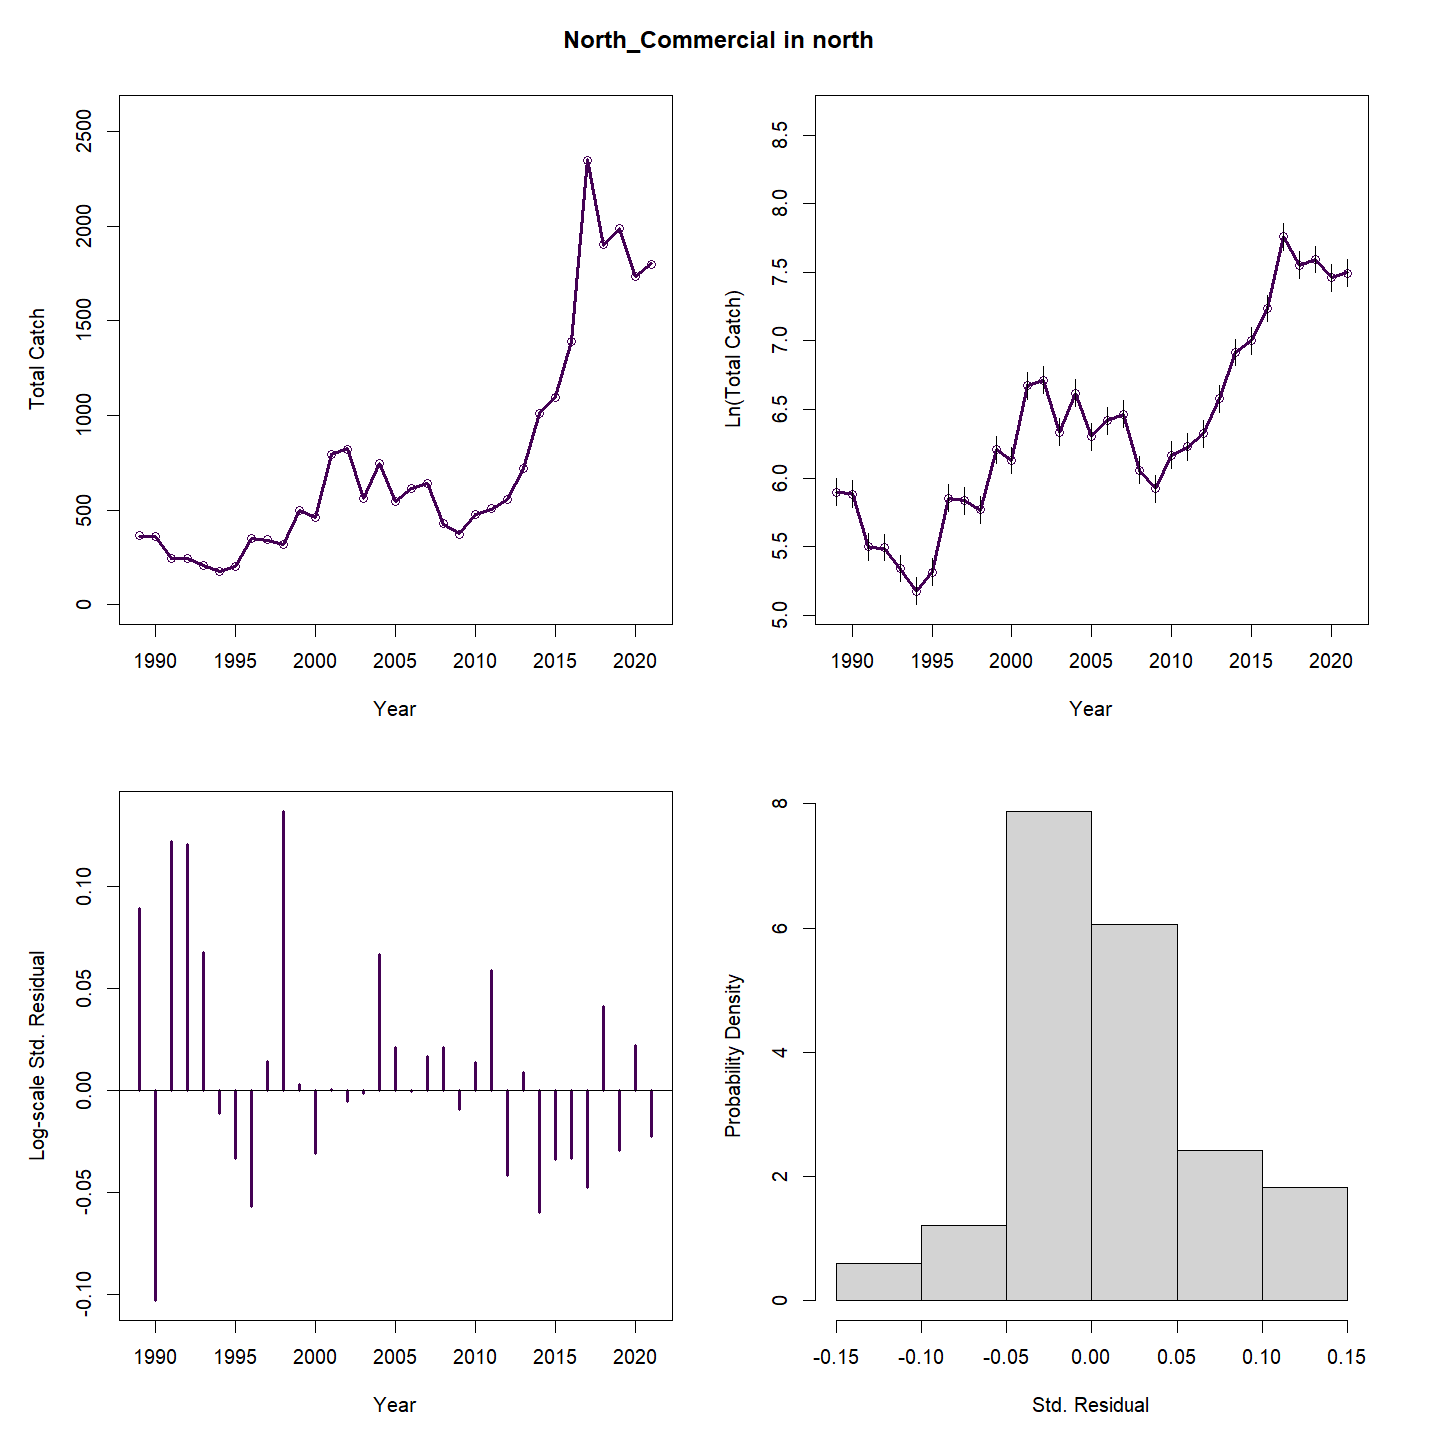 North_Commercial in north
Total Catch
2500
2000
1500
1000
500
0
1990 1995 2000 2005 2010 2015 2020
Year
Ln(Total Catch)
8.5
8.0
7.5
7.0
6.5
6.0
5.5
5.0
1990 1995 2000 2005 2010 2015 2020
Year
Log-scale Std. Residual
0.10
0.05
0.00
-0.05
-0.10
1990 1995 2000 2005 2010 2015 2020
Year
Probability Density
8
6
4
2
0
-0.15 -0.10 -0.05 0.00 0.05 0.10 0.15
Std. Residual